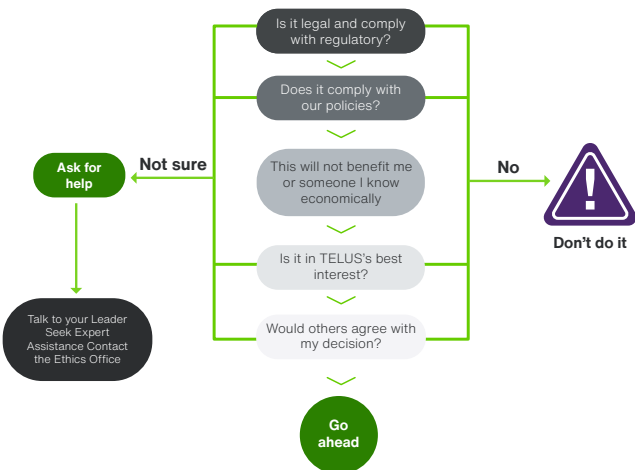 Is it legal and comply
with regulatory?
Does it comply with
our policies?
This will not benefit me
or someone I know
economically
Is it in TELUS's best
interest?
Would others agree with
my decision?
Go
ahead
Not sure
Ask for
help
Talk to your Leader
Seek Expert
Assistance Contact
the Ethics Office
No
!
Don't do it